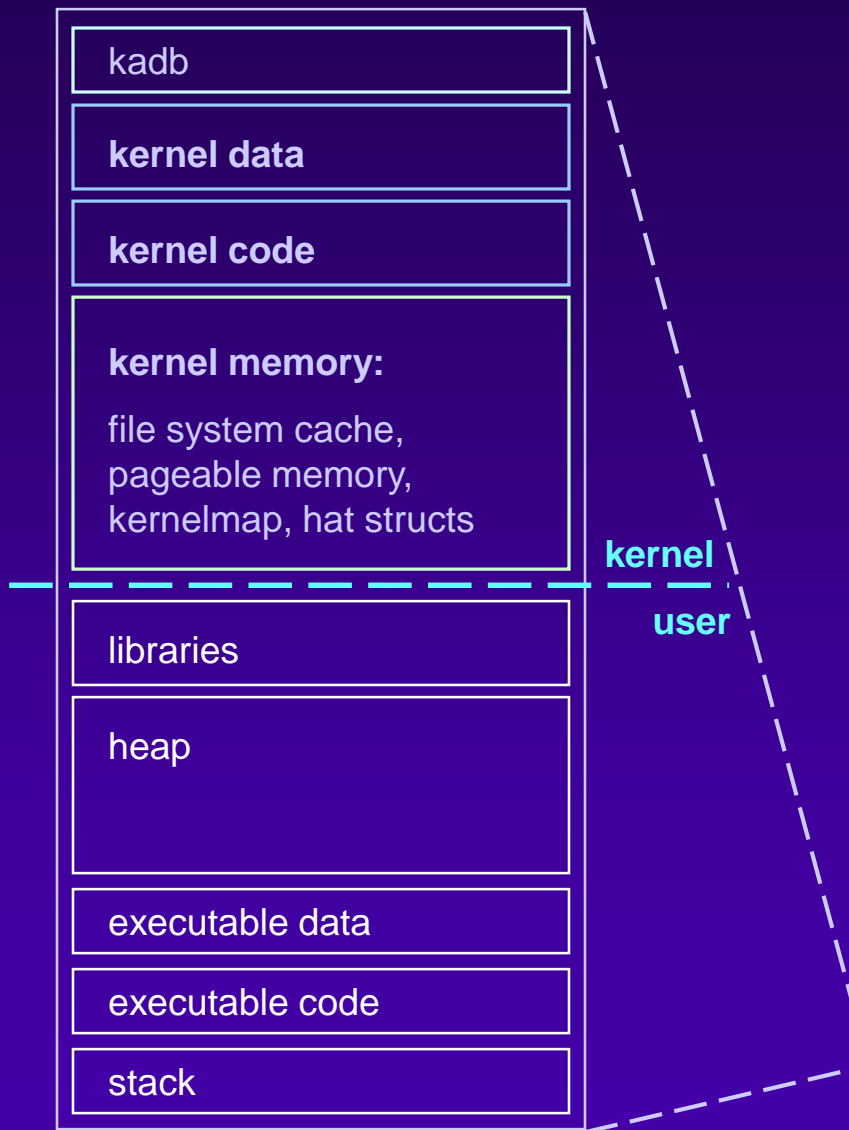 kadb
kernel data
kernel code
kernel memory:
file system cache,
pageable memory,
kernelmap, hat structs
kernel
user
libraries
heap
executable data
executable code
stack